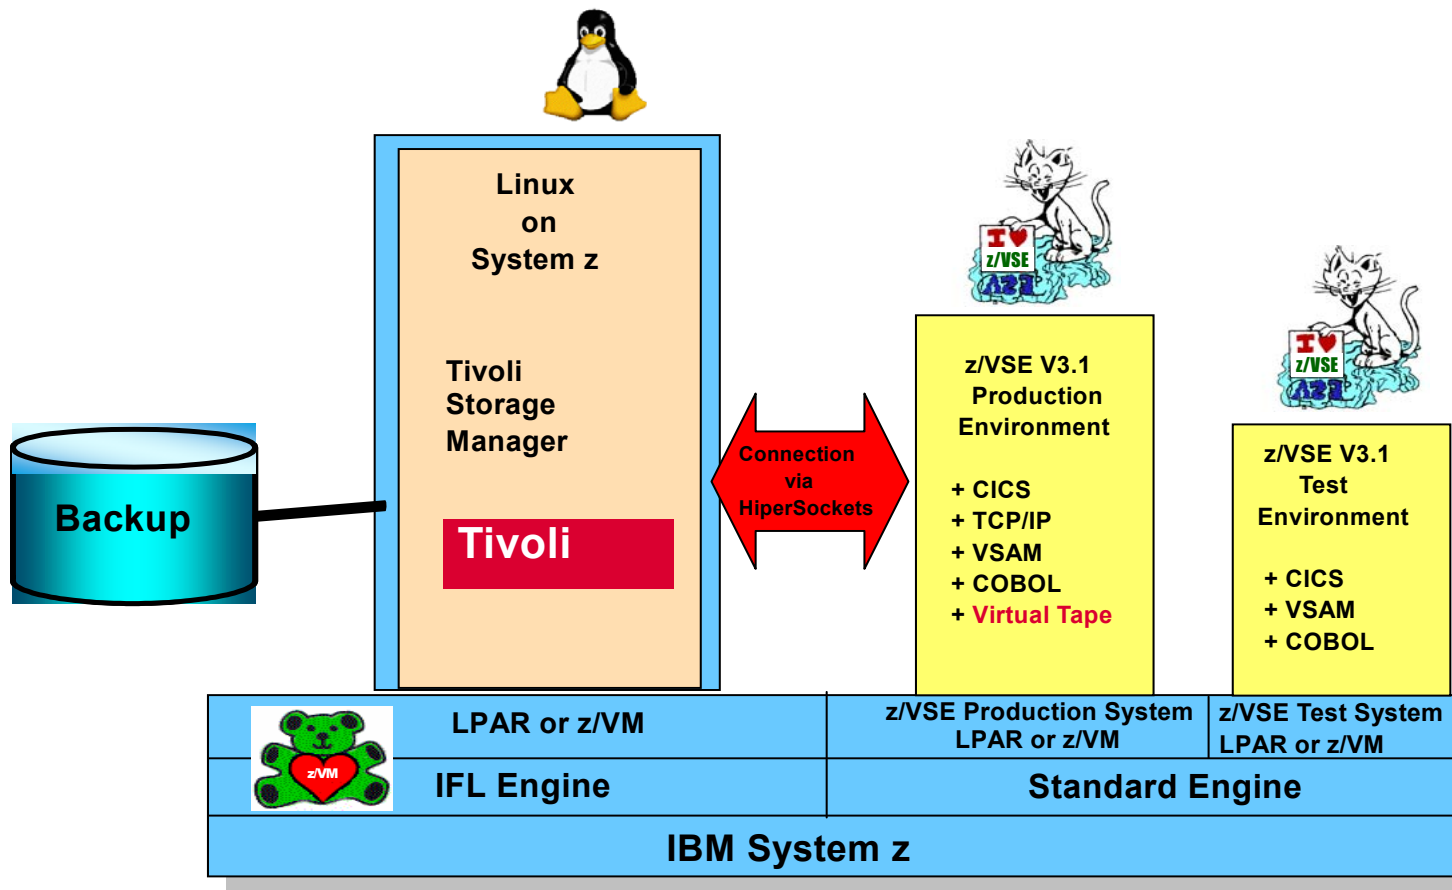 Linux
on
System z
Tivoli
Storage
Manager
Tivoli
Backup
Connection
via
HiperSockets
I ♥
z/VSE
z/VSE V3.1
Production
Environment
+ CICS
+ TCP/IP
+ VSAM
+ COBOL
+ Virtual Tape
I ♥
z/VSE
z/VSE V3.1
Test
Environment
+ CICS
+ VSAM
+ COBOL
z/VM
LPAR or z/VM
z/VSE Production System
LPAR or z/VM
z/VSE Test System
LPAR or z/VM
IFL Engine
Standard Engine
IBM System z